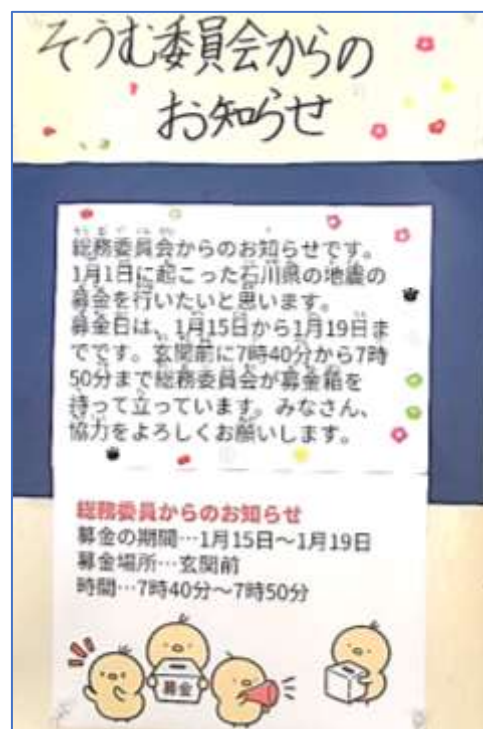 そうむ委員会からの
お知らせ
総務委員会からのお知らせです。
1月1日に起こった石川県の地震の
募金を行いたいと思います。
募金日は、1月15日から1月19日ま
でです。玄関前に7時40分から7時
50分まで総務委員会が募金箱を
持って立っています。みなさん、
協力をよろしくお願いします。
総務委員からのお知らせ
募金の期間…1月15日～1月19日
募金場所…玄関前
時間…7時40分～7時50分
募金